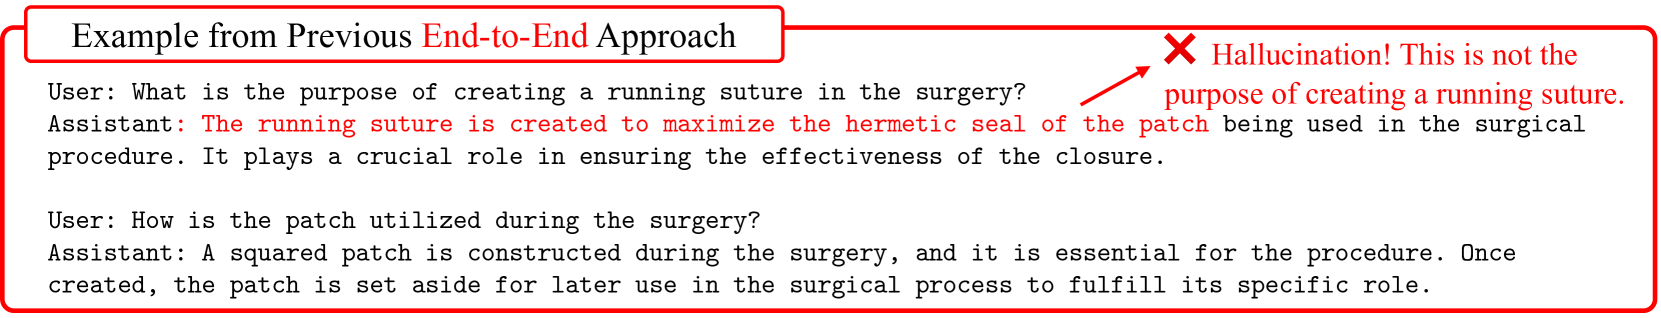 Example from Previous End-to-End Approach
Hallucination! This is not the
purpose of creating a running suture.
User: What is the purpose of creating a running suture in the surgery?
Assistant: The running suture is created to maximize the hermetic seal of the patch being used in the surgical
procedure. It plays a crucial role in ensuring the effectiveness of the closure.
User: How is the patch utilized during the surgery?
Assistant: A squared patch is constructed during the surgery, and it is essential for the procedure. Once
created, the patch is set aside for later use in the surgical process to fulfill its specific role.